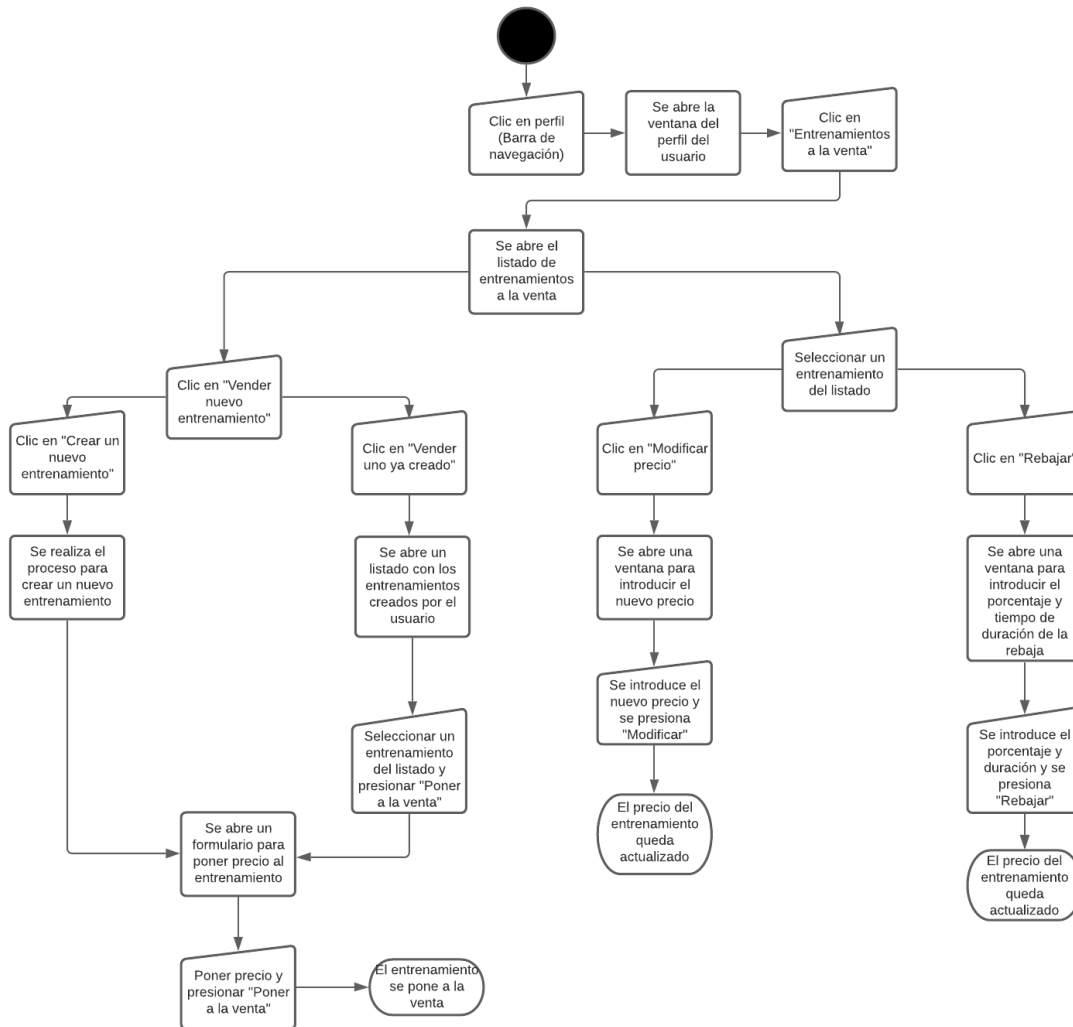 Clic en perfil
(Barra de
navegación)
Se abre la
ventana del
perfil del
usuario
Clic en
"Entrenamientos
a la venta"
Se abre el
listado de
entrenamientos
a la venta
Clic en "Vender
nuevo
entrenamiento"
Seleccionar un
entrenamiento
del listado
Clic en "Crear un
nuevo
entrenamiento"
Clic en "Vender
uno ya creado"
Clic en "Modificar
precio"
Clic en "Rebajar"
Se realiza el
proceso para
crear un nuevo
entrenamiento
Se abre un
listado con los
entrenamientos
creados por el
usuario
Se abre una
ventana para
introducir el
nuevo precio
Se abre una
ventana para
introducir el
porcentaje y
tiempo de
duración de la
rebaja
Seleccionar un
entrenamiento
del listado y
presionar "Poner
a la venta"
Se introduce el
nuevo precio y
se presiona
"Modificar"
Se introduce el
porcentaje y
duración y se
presiona
"Rebajar"
Se abre un
formulario para
poner precio al
entrenamiento
El precio del
entrenamiento
queda
actualizado
El precio del
entrenamiento
queda
actualizado
Poner precio y
presionar "Poner
a la venta"
El entrenamiento
se pone a la
venta